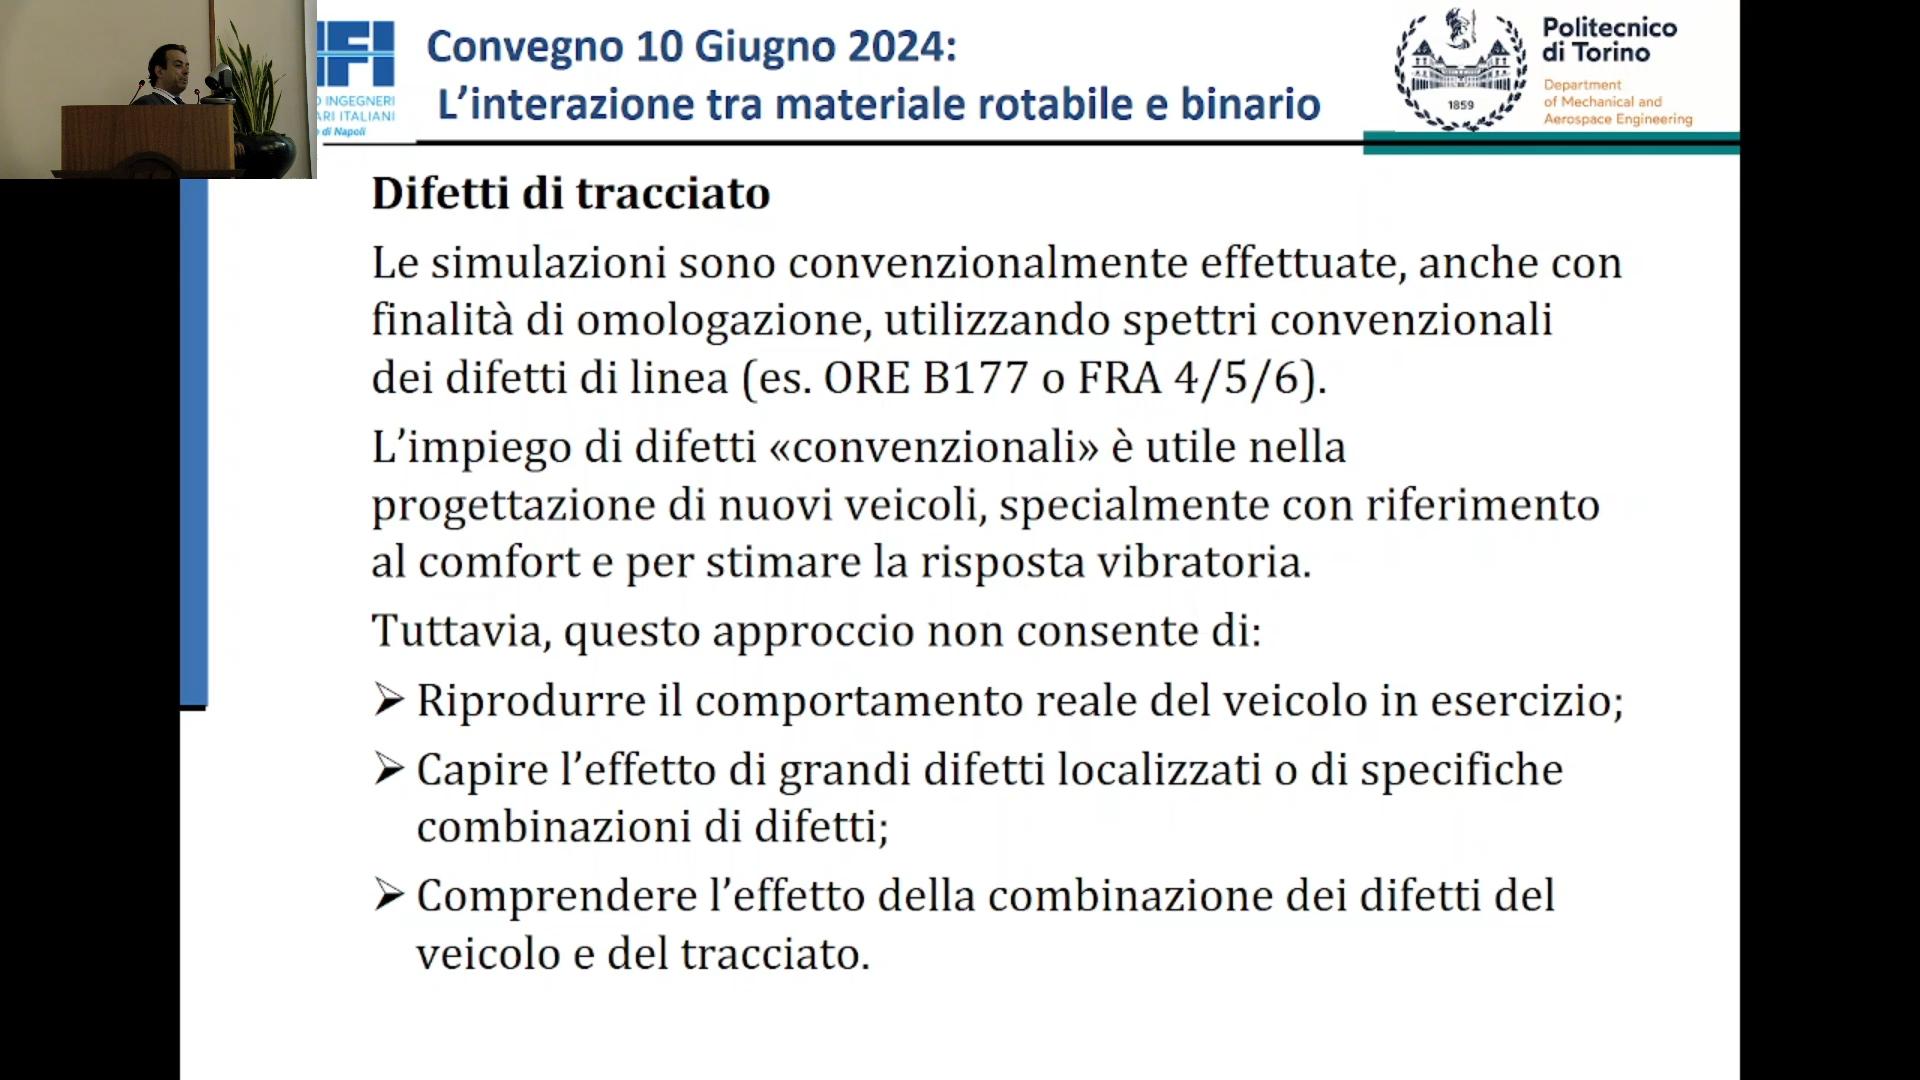 IFI
INGEGNERI
ARI ITALIANI
di Napoli
Convegno 10 Giugno 2024:
L’interazione tra materiale rotabile e binario
1859
Politecnico
di Torino
Department
of Mechanical and
Aerospace Engineering
Difetti di tracciato
Le simulazioni sono convenzionalmente effettuate, anche con
finalità di omologazione, utilizzando spettri convenzionali
dei difetti di linea (es. ORE B177 o FRA 4/5/6).
L’impiego di difetti «convenzionali» è utile nella
progettazione di nuovi veicoli, specialmente con riferimento
al comfort e per stimare la risposta vibratoria.
Tuttavia, questo approccio non consente di:
➢ Riprodurre il comportamento reale del veicolo in esercizio;
➢ Capire l’effetto di grandi difetti localizzati o di specifiche
combinazioni di difetti;
➢ Comprendere l’effetto della combinazione dei difetti del
veicolo e del tracciato.